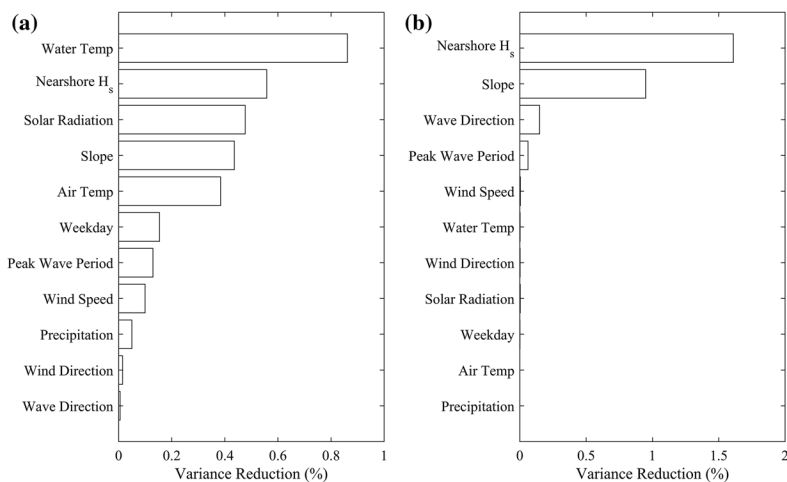 (a)
Water Temp
Nearshore Hs
Solar Radiation
Slope
Air Temp
Weekday
Peak Wave Period
Wind Speed
Precipitation
Wind Direction
Wave Direction
0 0.2 0.4 0.6 0.8 1
Variance Reduction (%)
(b)
Nearshore Hs
Slope
Wave Direction
Peak Wave Period
Wind Speed
Water Temp
Wind Direction
Solar Radiation
Weekday
Air Temp
Precipitation
0 0.5 1 1.5 2
Variance Reduction (%)